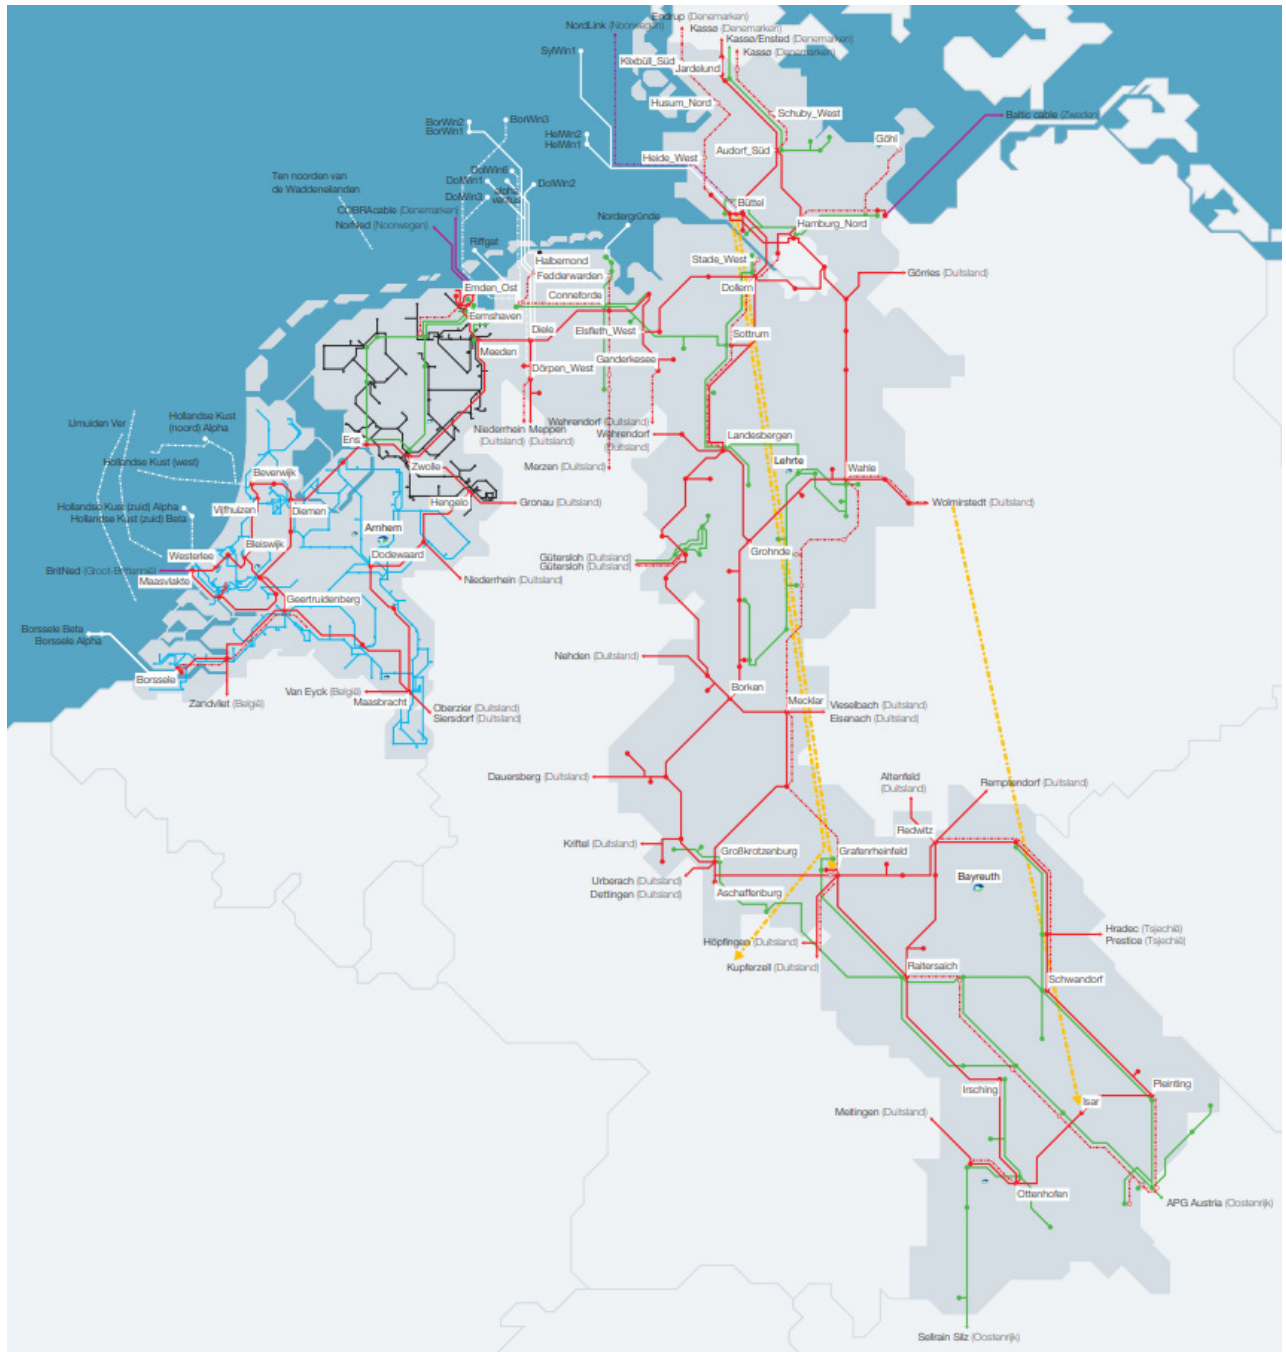 Endrup (Denemarken)
NordLink (Noorwegen)
Kassø (Denemarken)
Kassø/Ensted (Denemarken)
Kassø (Denemarken)
SylWin1
Klixbüll_Süd
Jardelund
Husum_Nord
Schuby_West
Baltic cable (Zweden)
BorWin2
BorWin3
BorWin1
HelWin2
HelWin1
Göhl
Audorf_Süd
Heide_West
Ten noorden van
de Waddeneilanden
DolWin6
DolWin1
DolWin2
alpha
ventus
DolWin3
Büttel
COBRAcable (Denemarken)
NorNed (Noorwegen)
Nordergründe
Hamburg_Nord
Riffgat
Halbemond
Stade_West
Fedderwarden
Görries (Duitsland)
Emden_Ost
Dollern
Conneforde
Eemshaven
Diele
Elsfleth_West
Sottrum
Meeden
Ganderkesee
Dörpen_West
Hollandse Kust
(noord) Alpha
IJmuiden Ver
Niederrhein Meppen
(Duitsland) (Duitsland)
Wehrendorf (Duitsland)
Wehrendorf
(Duitsland)
Landesbergen
Ens
Hollandse Kust (west)
Zwolle
Merzen (Duitsland)
Lehrte
Wahle
Beverwijk
Hengelo
Gronau (Duitsland)
Wolmirstedt (Duitsland)
Hollandse Kust (zuid) Alpha
Hollandse Kust (zuid) Beta
Vijfhuizen
Diemen
Arnhem
Bleiswijk
Westerlee
Dodewaard
Grohnde
Gütersloh (Duitsland)
Gütersloh (Duitsland)
BritNed (Groot-Brittannië)
Maasvlakte
Niederrhein (Duitsland)
Geertruidenberg
Borssele Beta
Borssele Alpha
Nehden (Duitsland)
Borssele
Zandvliet (België)
Van Eyck (België)
Maasbracht
Borken
Mecklar
Oberzier (Duitsland)
Siersdorf (Duitsland)
Vieselbach (Duitsland)
Eisenach (Duitsland)
Dauersberg (Duitsland)
Altenfeld
(Duitsland)
Remptendorf (Duitsland)
Redwitz
Kriftel (Duitsland)
Großkrotzenburg
Grafenrheinfeld
Urberach (Duitsland)
Dettingen (Duitsland)
Aschaffenburg
Bayreuth
Höpfingen (Duitsland)
Hradec (Tsjechië)
Prestice (Tsjechië)
Kupferzell (Duitsland)
Raitersaich
Schwandorf
Irsching
Pleinting
Isar
Meitingen (Duitsland)
Ottenhofen
APG Austria (Oostenrijk)
Sellrain Silz (Oostenrijk)